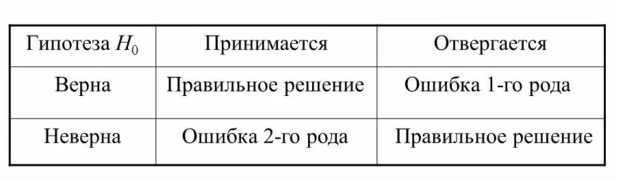 Гипотеза H₀ Принимается Отвергается
Верна Правильное решение Ошибка 1-го рода
Неверна Ошибка 2-го рода Правильное решение